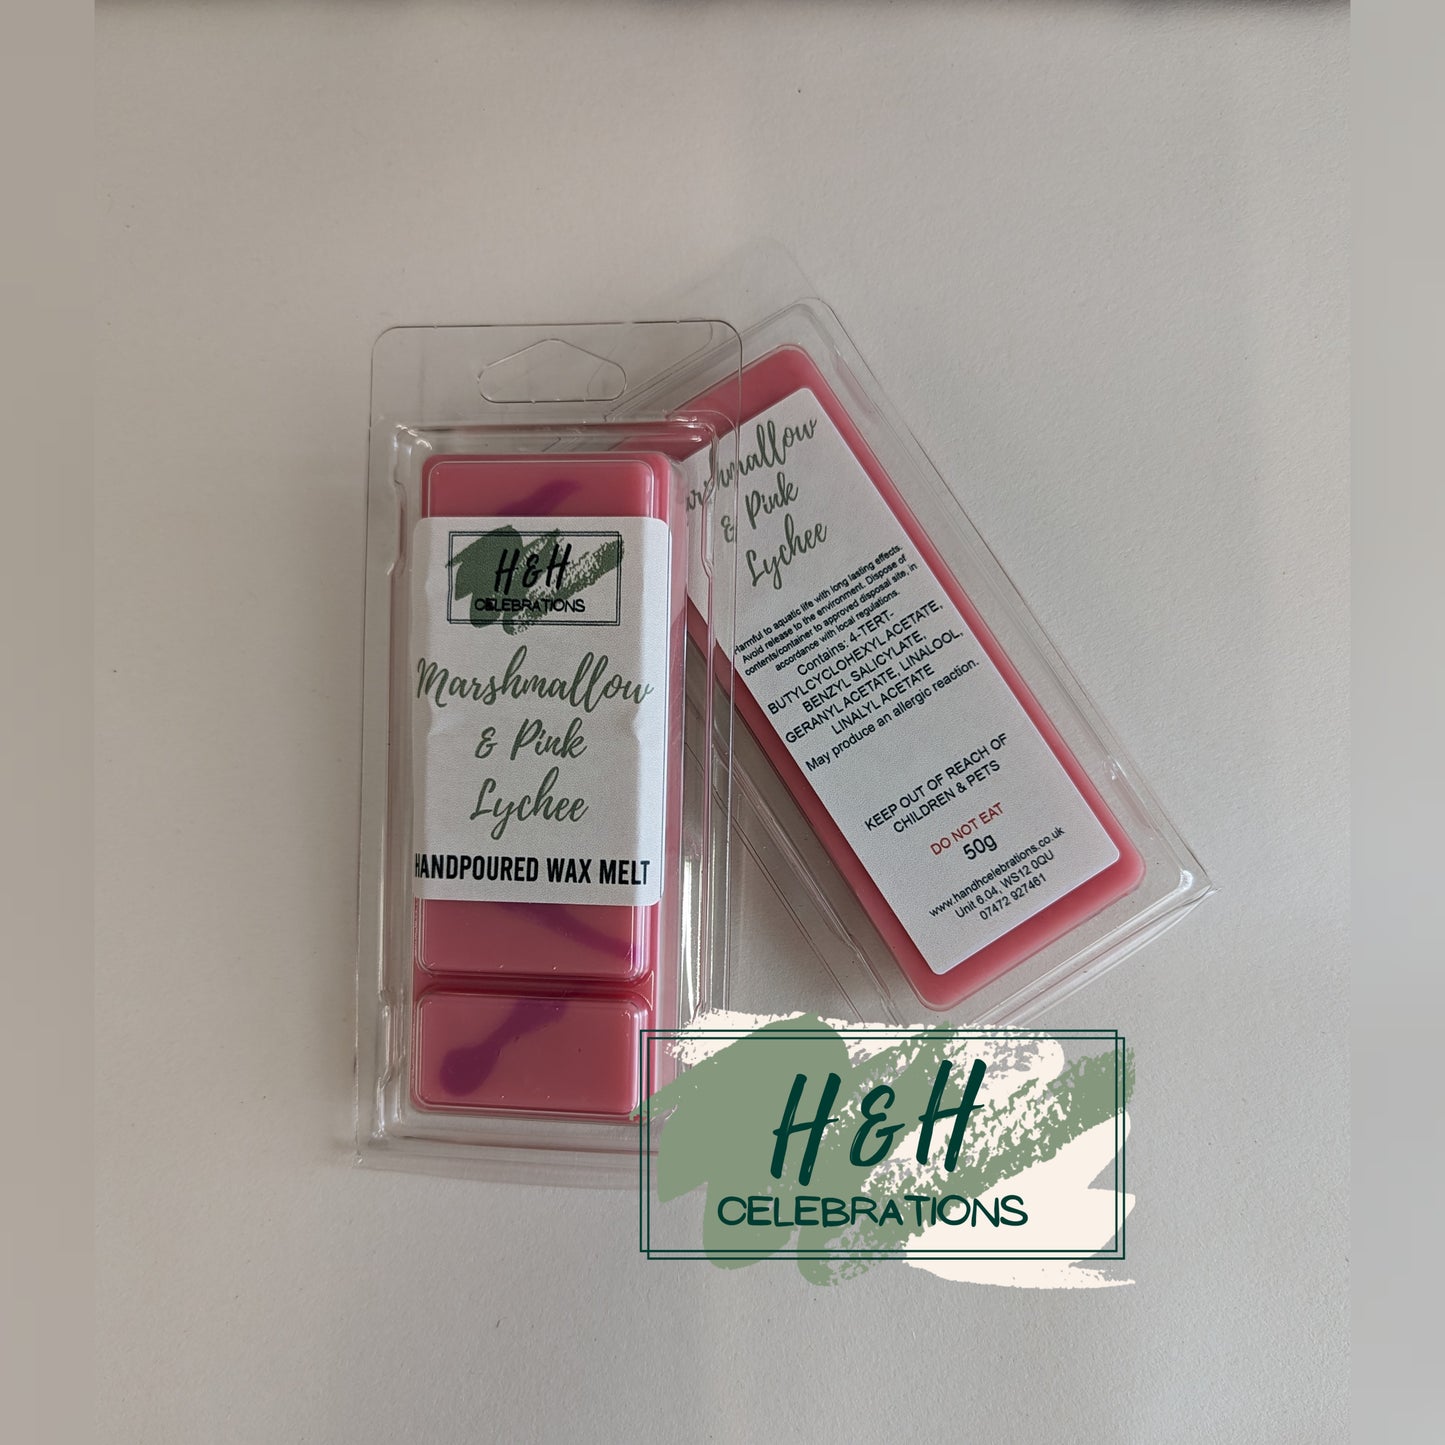 H & H
CELEBRATIONS
Marshmallow
& Pink
Lychee
HANDPOURED WAX MELT
Marshmallow
& Pink
Lychee
Harmful to aquatic life with long lasting effects.
Avoid release to the environment. Dispose of
contents/container to approved disposal site, in
accordance with local regulations.
Contains: 4-TERT-
BUTYLCYCLOHEXYL ACETATE,
BENZYL SALICYLATE,
GERANYL ACETATE, LINALOOL,
LINALYL ACETATE
May produce an allergic reaction.
KEEP OUT OF REACH OF
CHILDREN & PETS
DO NOT EAT
50g
www.handhcelebrations.co.uk
Unit 6.04, WS12 0QU
07472 927461
H & H
CELEBRATIONS